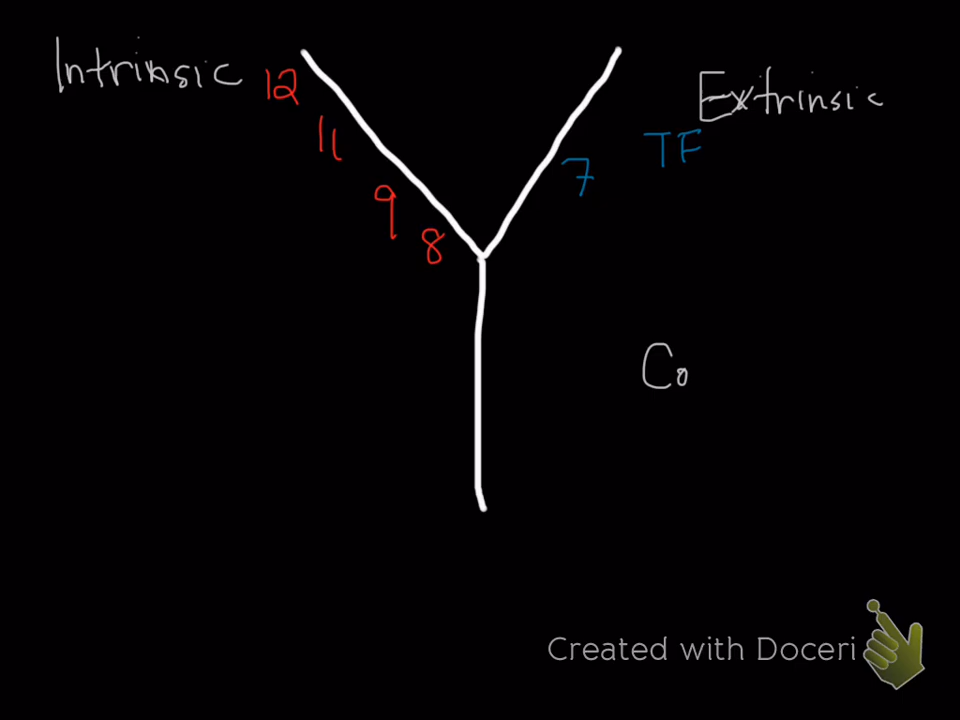 Intrinsic
12
Extrinsic
11
TF
7
9
8
Co
Created with Doceri